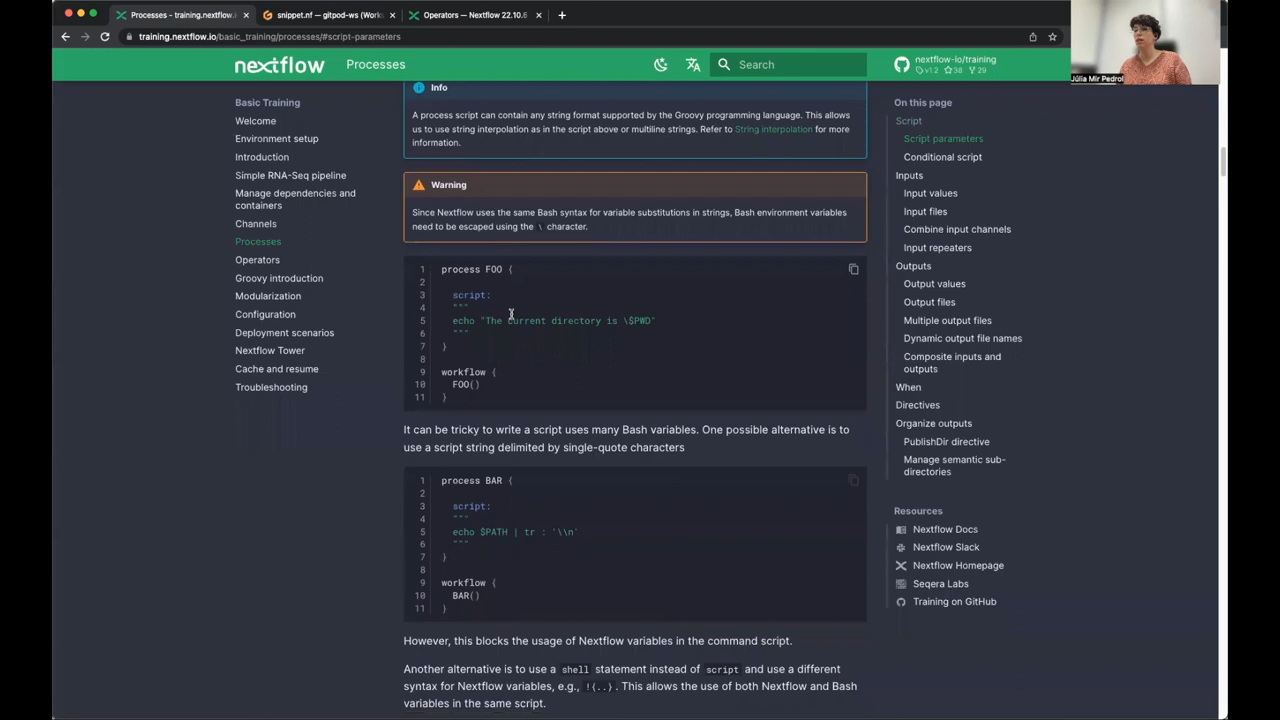 Processes - training.nextflow.
snippet.nf — gitpod-ws (Work
Operators — Nextflow 22.10.6
training.nextflow.io/basic_training/processes/#script-parameters
nextflow
Processes
Search
nextflow-io/training
v1.2 38 29
Júlia Mir Pedrol
Basic Training
Welcome
Environment setup
Introduction
Simple RNA-Seq pipeline
Manage dependencies and
containers
Channels
Processes
Operators
Groovy introduction
Modularization
Configuration
Deployment scenarios
Nextflow Tower
Cache and resume
Troubleshooting
Info
A process script can contain any string format supported by the Groovy programming language. This allows
us to use string interpolation as in the script above or multiline strings. Refer to String interpolation for more
information.
Warning
Since Nextflow uses the same Bash syntax for variable substitutions in strings, Bash environment variables
need to be escaped using the \ character.
1 process FOO {
2
3 script:
4 """
5 echo "The current directory is \$PWD"
6 """
7 }
8
9 workflow {
10 FOO()
11 }
It can be tricky to write a script uses many Bash variables. One possible alternative is to
use a script string delimited by single-quote characters
1 process BAR {
2
3 script:
4 """
5 echo $PATH | tr : '\\n'
6 """
7 }
8
9 workflow {
10 BAR()
11 }
However, this blocks the usage of Nextflow variables in the command script.
Another alternative is to use a shell statement instead of script and use a different
syntax for Nextflow variables, e.g., !{..} . This allows the use of both Nextflow and Bash
variables in the same script.
On this page
Script
Script parameters
Conditional script
Inputs
Input values
Input files
Combine input channels
Input repeaters
Outputs
Output values
Output files
Multiple output files
Dynamic output file names
Composite inputs and
outputs
When
Directives
Organize outputs
PublishDir directive
Manage semantic sub-
directories
Resources
Nextflow Docs
Nextflow Slack
Nextflow Homepage
Seqera Labs
Training on GitHub